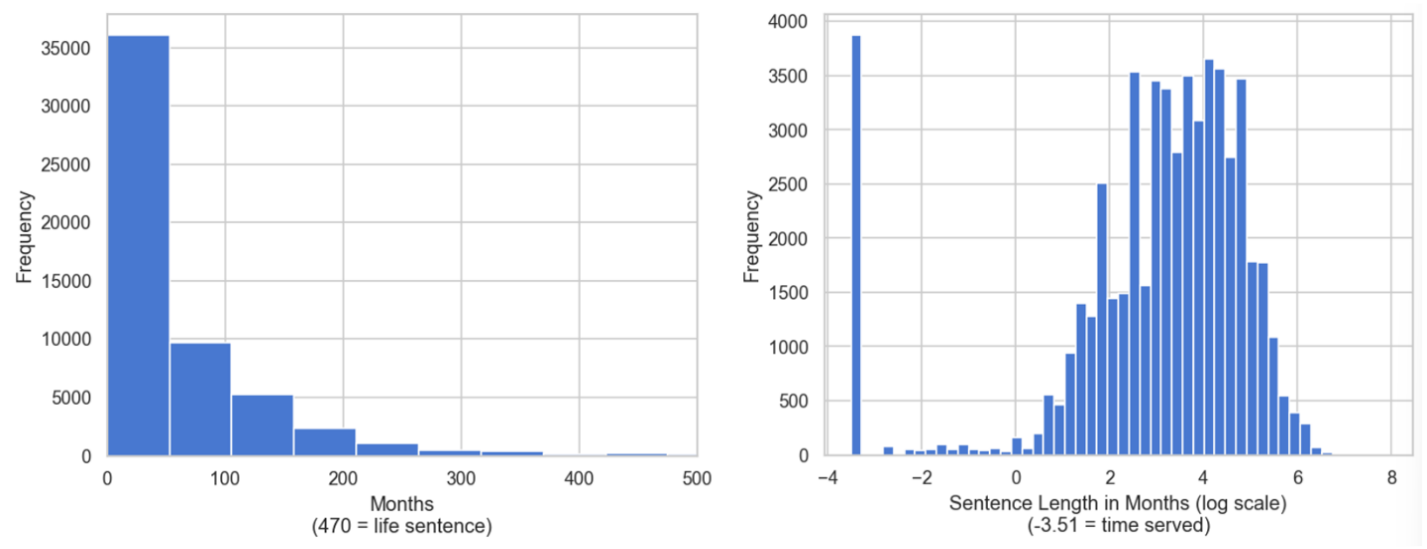 35000
30000
25000
20000
15000
10000
5000
0
Frequency
0 100 200 300 400 500
Months
(470 = life sentence)
4000
3500
3000
2500
2000
1500
1000
500
0
Frequency
−4 −2 0 2 4 6 8
Sentence Length in Months (log scale)
(-3.51 = time served)